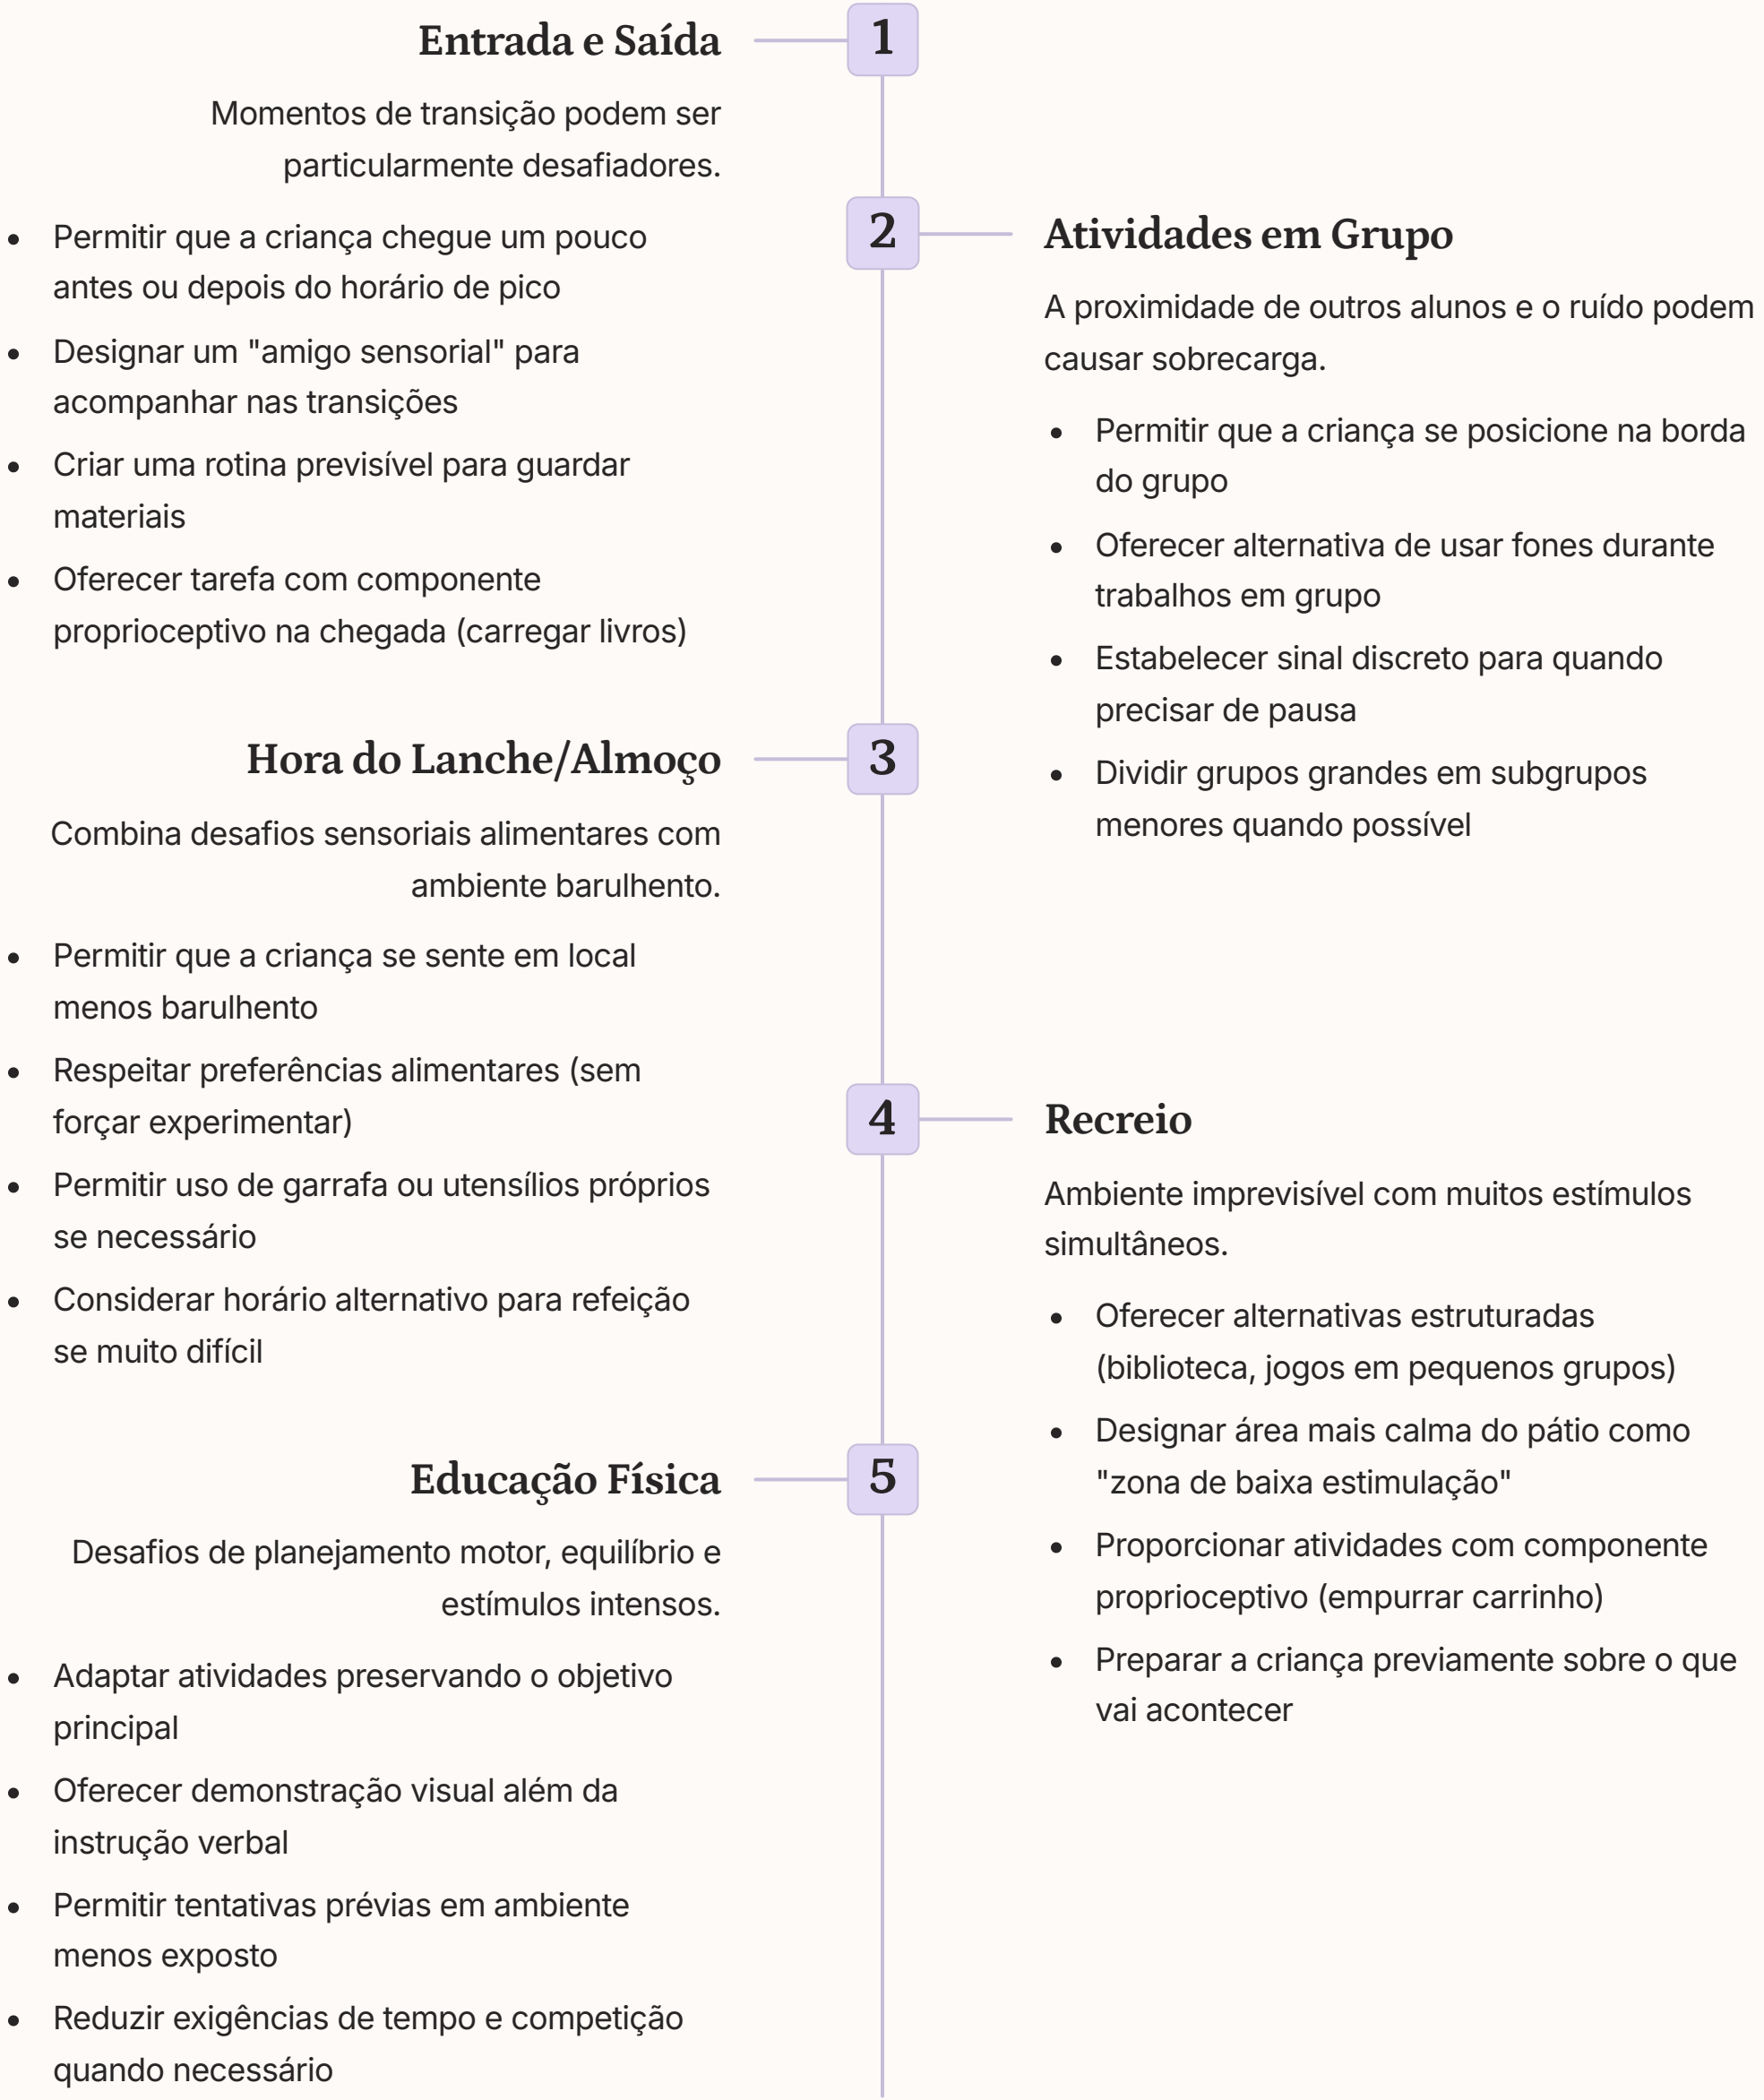 1
Entrada e Saída
Momentos de transição podem ser
particularmente desafiadores.
• Permitir que a criança chegue um pouco
antes ou depois do horário de pico
• Designar um "amigo sensorial" para
acompanhar nas transições
• Criar uma rotina previsível para guardar
materiais
• Oferecer tarefa com componente
proprioceptivo na chegada (carregar livros)
2
Atividades em Grupo
A proximidade de outros alunos e o ruído podem
causar sobrecarga.
• Permitir que a criança se posicione na borda
do grupo
• Oferecer alternativa de usar fones durante
trabalhos em grupo
• Estabelecer sinal discreto para quando
precisar de pausa
• Dividir grupos grandes em subgrupos
menores quando possível
3
Hora do Lanche/Almoço
Combina desafios sensoriais alimentares com
ambiente barulhento.
• Permitir que a criança se sente em local
menos barulhento
• Respeitar preferências alimentares (sem
forçar experimentar)
• Permitir uso de garrafa ou utensílios próprios
se necessário
• Considerar horário alternativo para refeição
se muito difícil
4
Recreio
Ambiente imprevisível com muitos estímulos
simultâneos.
• Oferecer alternativas estruturadas
(biblioteca, jogos em pequenos grupos)
• Designar área mais calma do pátio como
"zona de baixa estimulação"
• Proporcionar atividades com componente
proprioceptivo (empurrar carrinho)
• Preparar a criança previamente sobre o que
vai acontecer
5
Educação Física
Desafios de planejamento motor, equilíbrio e
estímulos intensos.
• Adaptar atividades preservando o objetivo
principal
• Oferecer demonstração visual além da
instrução verbal
• Permitir tentativas prévias em ambiente
menos exposto
• Reduzir exigências de tempo e competição
quando necessário